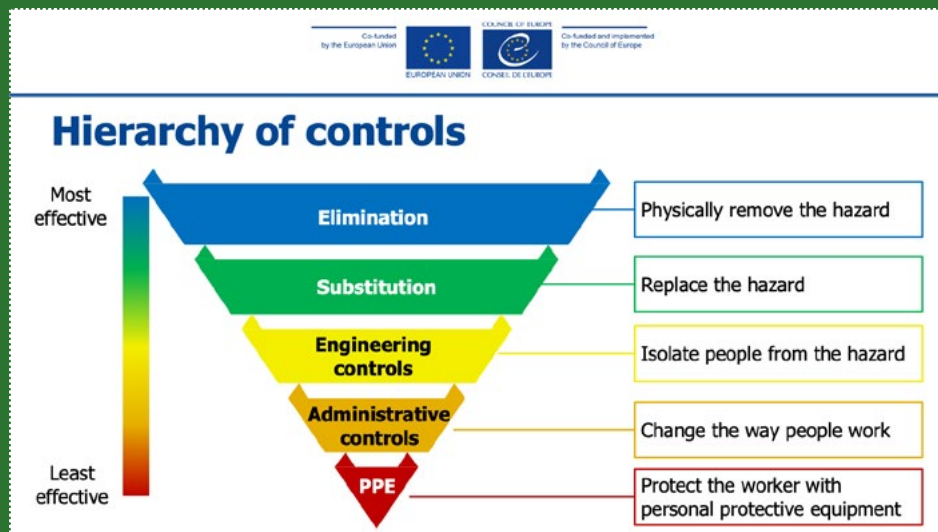 Co-funded
by the European Union
EUROPEAN UNION
COUNCIL OF EUROPE
CONSEIL DE L'EUROPE
Co-funded and implemented
by the Council of Europe
Hierarchy of controls
Most
effective
Elimination
Physically remove the hazard
Substitution
Replace the hazard
Engineering
controls
Isolate people from the hazard
Administrative
controls
Change the way people work
Least
effective
PPE
Protect the worker with
personal protective equipment